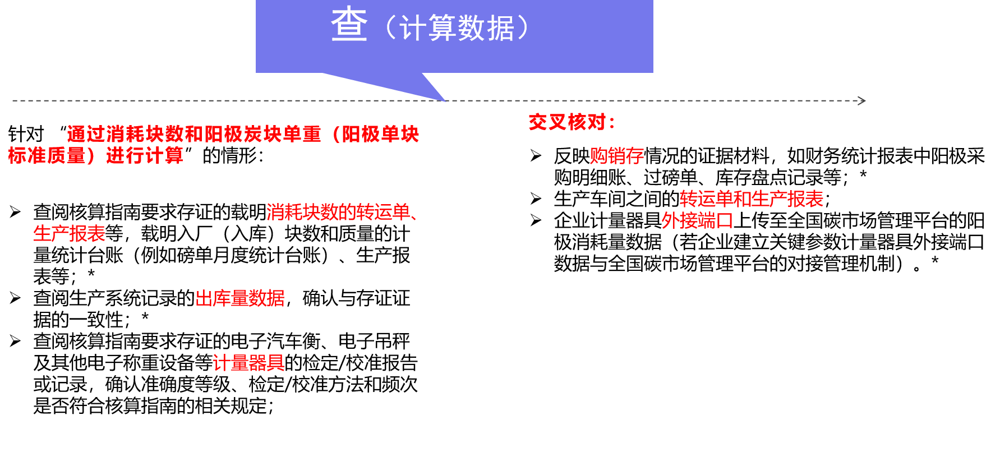 查（计算数据）
针对 “通过消耗块数和阳极炭块单重（阳极单块
标准质量）进行计算”的情形：
➢ 查阅核算指南要求存证的载明消耗块数的转运单、
生产报表等，载明入厂（入库）块数和质量的计
量统计台账（例如磅单月度统计台账）、生产报
表等；*
➢ 查阅生产系统记录的出库量数据，确认与存证证
据的一致性；*
➢ 查阅核算指南要求存证的电子汽车衡、电子吊秤
及其他电子称重设备等计量器具的检定/校准报告
或记录，确认准确度等级、检定/校准方法和频次
是否符合核算指南的相关规定；
交叉核对：
➢ 反映购销存情况的证据材料，如财务统计报表中阳极采
购明细账、过磅单、库存盘点记录等；*
➢ 生产车间之间的转运单和生产报表；
➢ 企业计量器具外接端口上传至全国碳市场管理平台的阳
极消耗量数据（若企业建立关键参数计量器具外接端口
数据与全国碳市场管理平台的对接管理机制）。*